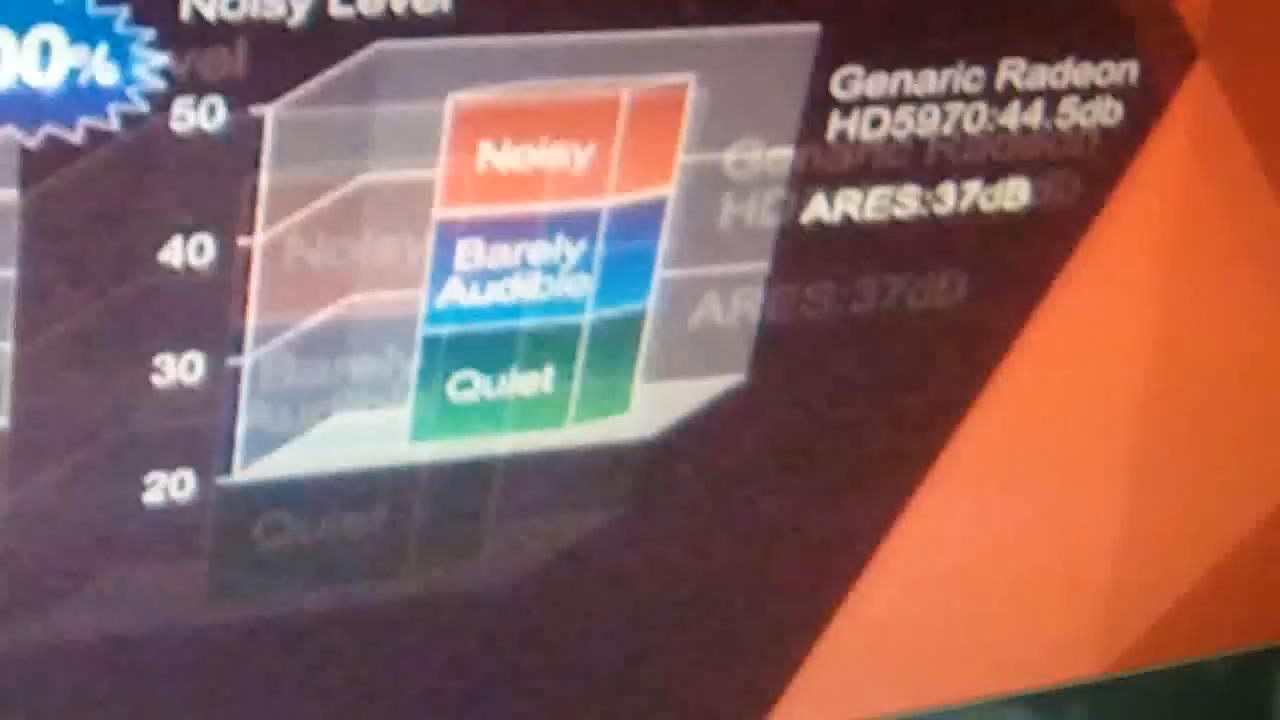 Noisy Level
00%
50
40
30
20
Noisy
Barely
Audible
Quiet
Genaric Radeon
HD5970:44.5db
ARES:37dB